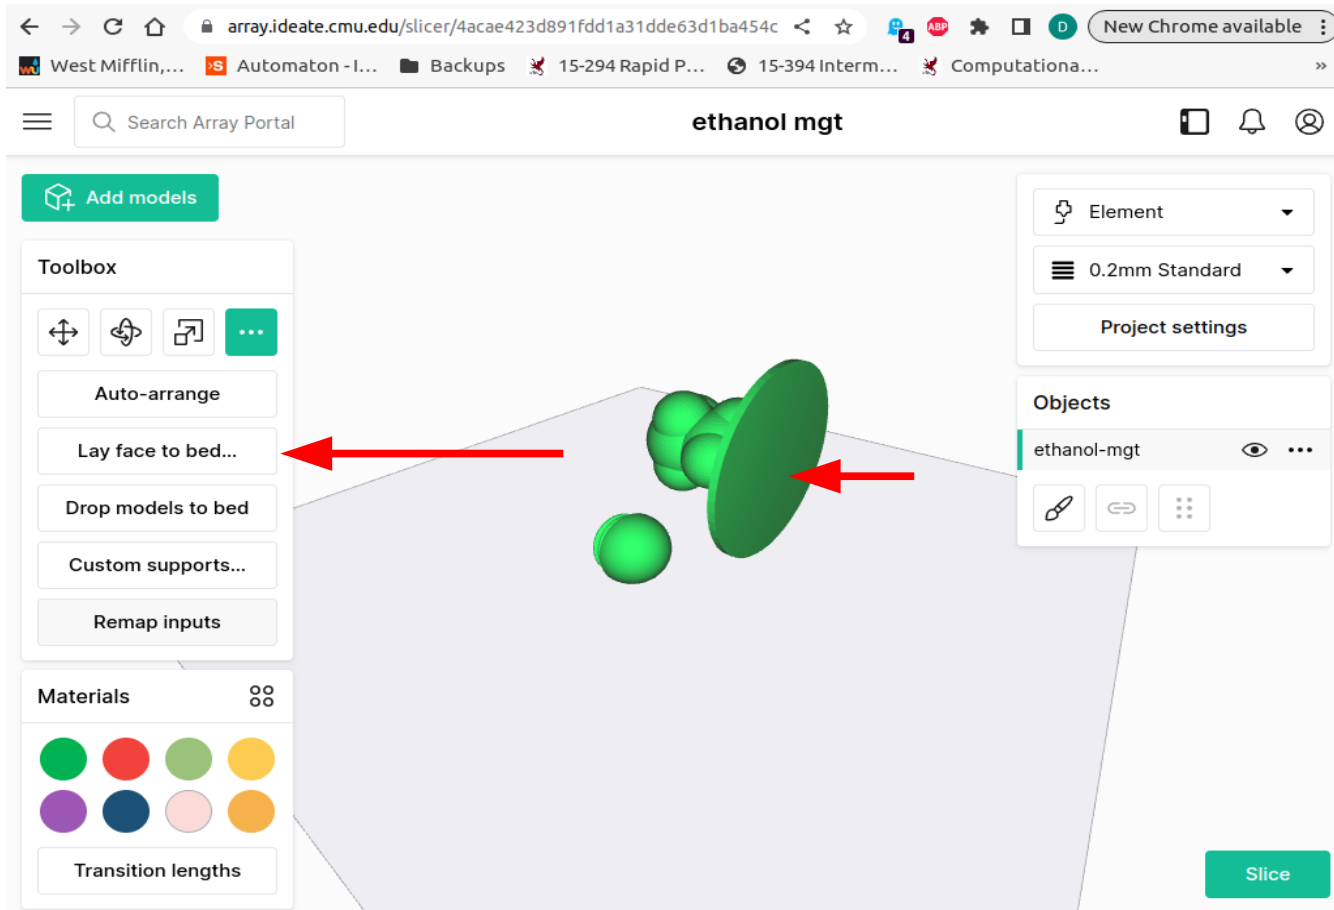 array.ideate.cmu.edu/slicer/4acae423d891fdd1a31dde63d1ba454c
4
ABP
D
New Chrome available
West Mifflin,...
>S Automaton - I...
Backups
15-294 Rapid P...
15-394 Interm...
Computationa...
»
Search Array Portal
ethanol mgt
Add models
Toolbox
Auto-arrange
Lay face to bed...
Drop models to bed
Custom supports...
Remap inputs
Materials
Transition lengths
Element
0.2mm Standard
Project settings
Objects
ethanol-mgt
Slice